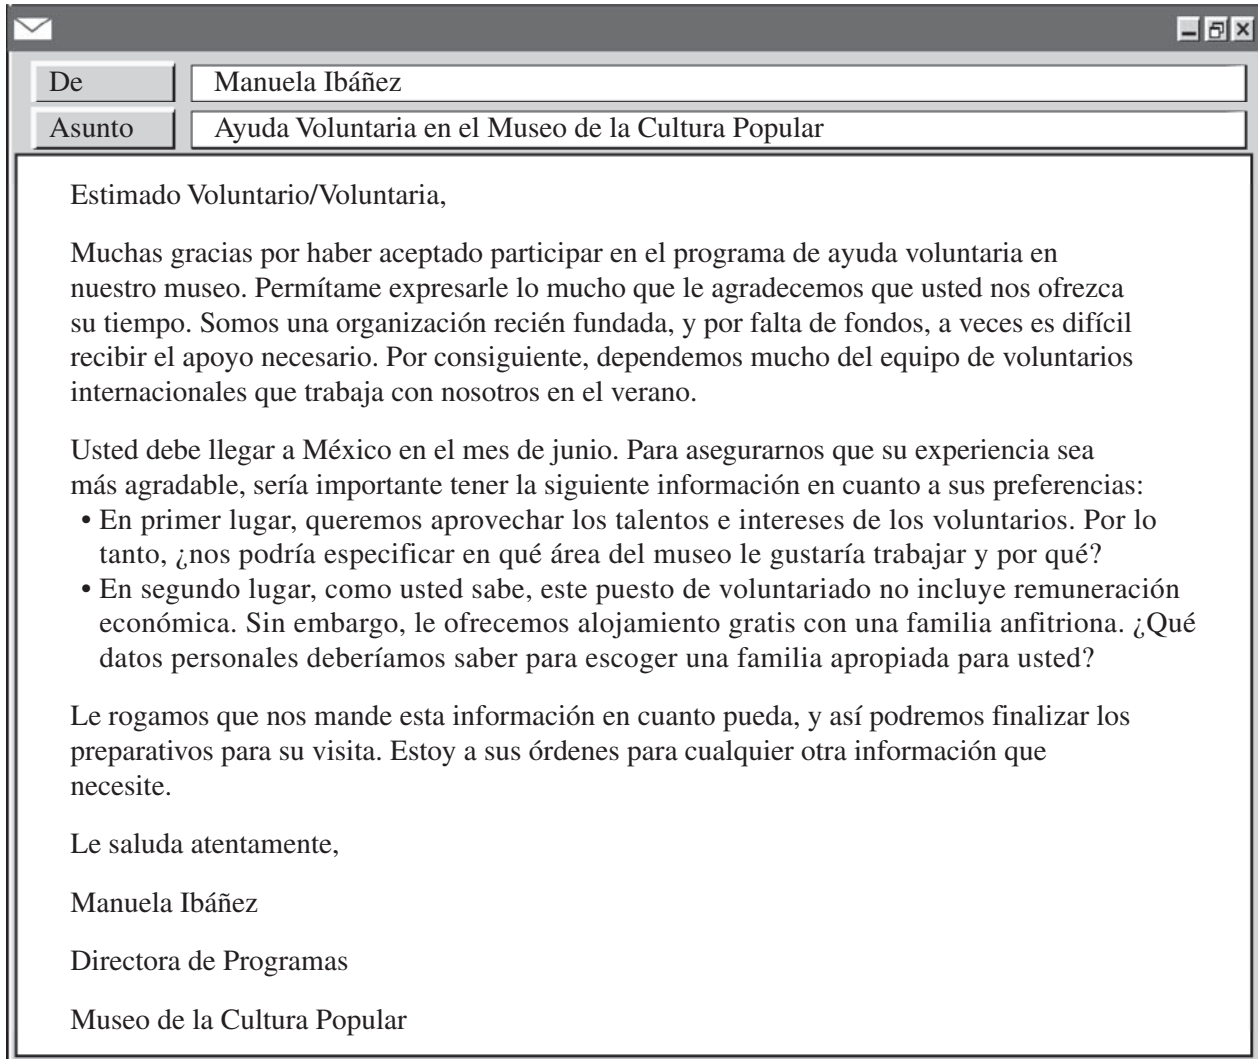 De Manuela Ibáñez
Asunto Ayuda Voluntaria en el Museo de la Cultura Popular
Estimado Voluntario/Voluntaria,
Muchas gracias por haber aceptado participar en el programa de ayuda voluntaria en
nuestro museo. Permítame expresarle lo mucho que le agradecemos que usted nos ofrezca
su tiempo. Somos una organización recién fundada, y por falta de fondos, a veces es difícil
recibir el apoyo necesario. Por consiguiente, dependemos mucho del equipo de voluntarios
internacionales que trabaja con nosotros en el verano.
Usted debe llegar a México en el mes de junio. Para asegurarnos que su experiencia sea
más agradable, sería importante tener la siguiente información en cuanto a sus preferencias:
• En primer lugar, queremos aprovechar los talentos e intereses de los voluntarios. Por lo
tanto, ¿nos podría especificar en qué área del museo le gustaría trabajar y por qué?
• En segundo lugar, como usted sabe, este puesto de voluntariado no incluye remuneración
económica. Sin embargo, le ofrecemos alojamiento gratis con una familia anfitriona. ¿Qué
datos personales deberíamos saber para escoger una familia apropiada para usted?
Le rogamos que nos mande esta información en cuanto pueda, y así podremos finalizar los
preparativos para su visita. Estoy a sus órdenes para cualquier otra información que
necesite.
Le saluda atentamente,
Manuela Ibáñez
Directora de Programas
Museo de la Cultura Popular